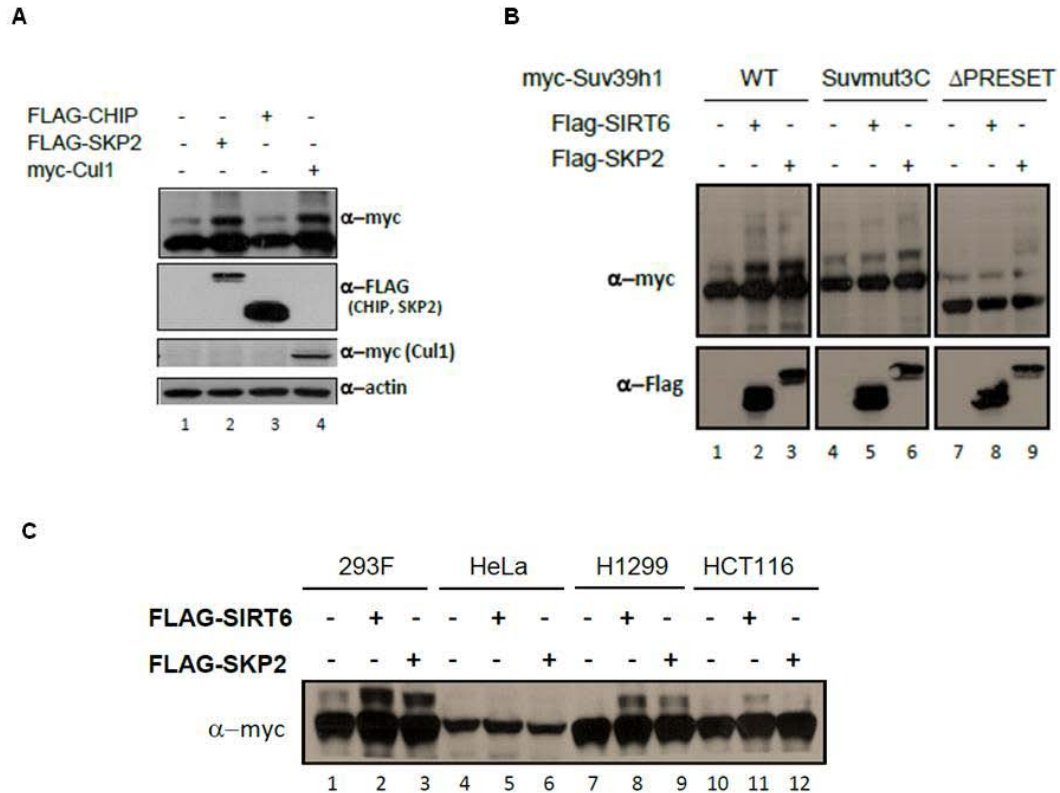 A
FLAG-CHIP - - + -
FLAG-SKP2 - + - -
myc-Cul1 - - - +
α–myc
α–FLAG
(CHIP, SKP2)
α–myc (Cul1)
α–actin
1 2 3 4
B
myc-Suv39h1 WT Suvmut3C ΔPRESET
Flag-SIRT6 - + - - + - - + -
Flag-SKP2 - - + - - + - - +
α–myc
α–Flag
1 2 3 4 5 6 7 8 9
C
293F HeLa H1299 HCT116
FLAG-SIRT6 - + - - + - - + - - + -
FLAG-SKP2 - - + - - + - - + - - +
α–myc
1 2 3 4 5 6 7 8 9 10 11 12